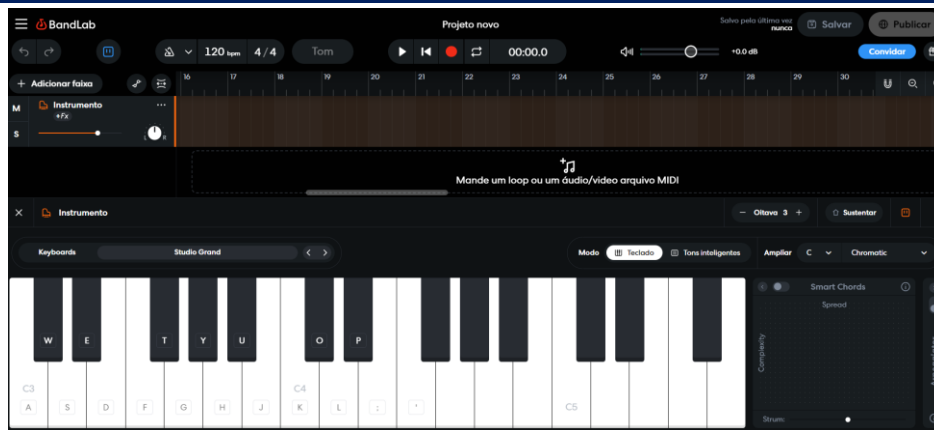 BandLab
Projeto novo
Salvo pela última vez
nunca
Salvar
Publicar
120 bpm
4/4
Tom
00:00.0
+0.0 dB
Convidar
+ Adicionar faixa
16 17 18 19 20 21 22 23 24 25 26 27 28 29 30
M
Instrumento
+Fx
S
L R
Mande um loop ou um áudio/video arquivo MIDI
Instrumento
− Oitava 3 +
Sustentar
Keyboards
Studio Grand
Modo
Teclado
Tons inteligentes
Ampliar
C
Chromatic
Smart Chords
Spread
Complexity
W E T Y U O P
C3 C4 C5
A S D F G H J K L ; '
Strum: